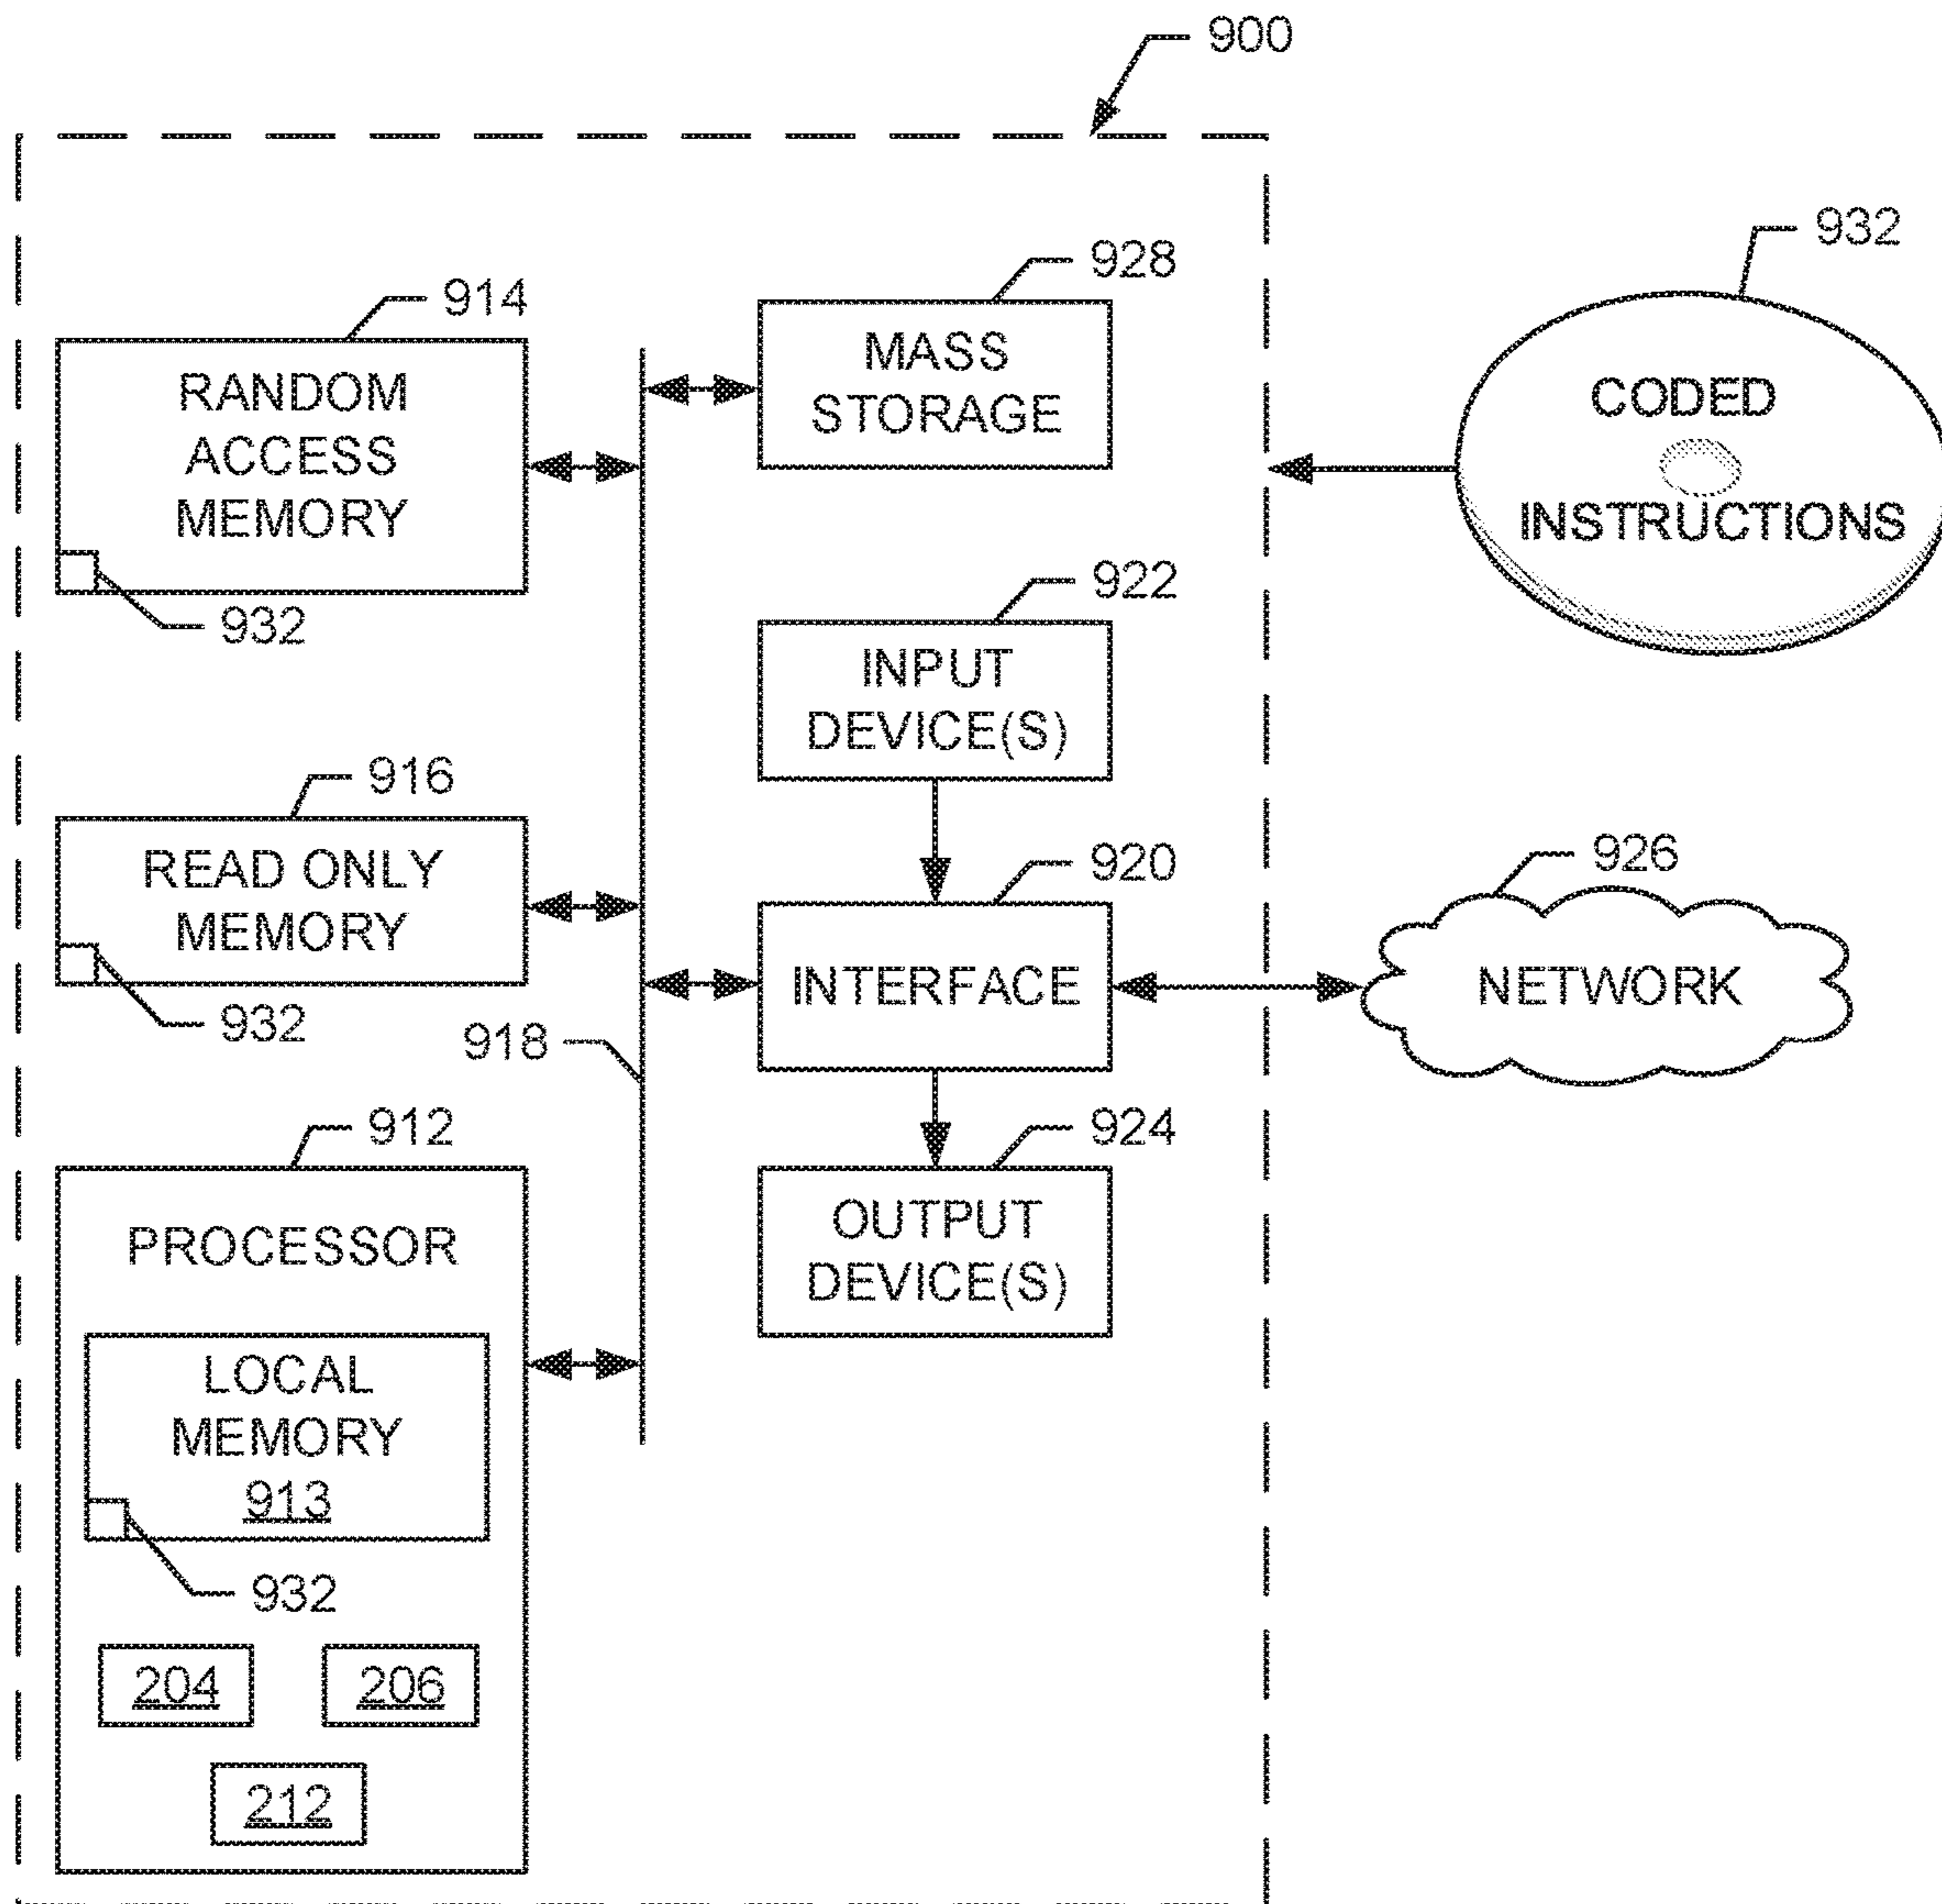 900
914
RANDOM
ACCESS
MEMORY
932
916
READ ONLY
MEMORY
932
918
912
PROCESSOR
LOCAL
MEMORY
913
932
204
206
212
928
MASS
STORAGE
922
INPUT
DEVICE(S)
920
INTERFACE
924
OUTPUT
DEVICE(S)
932
CODED
INSTRUCTIONS
926
NETWORK